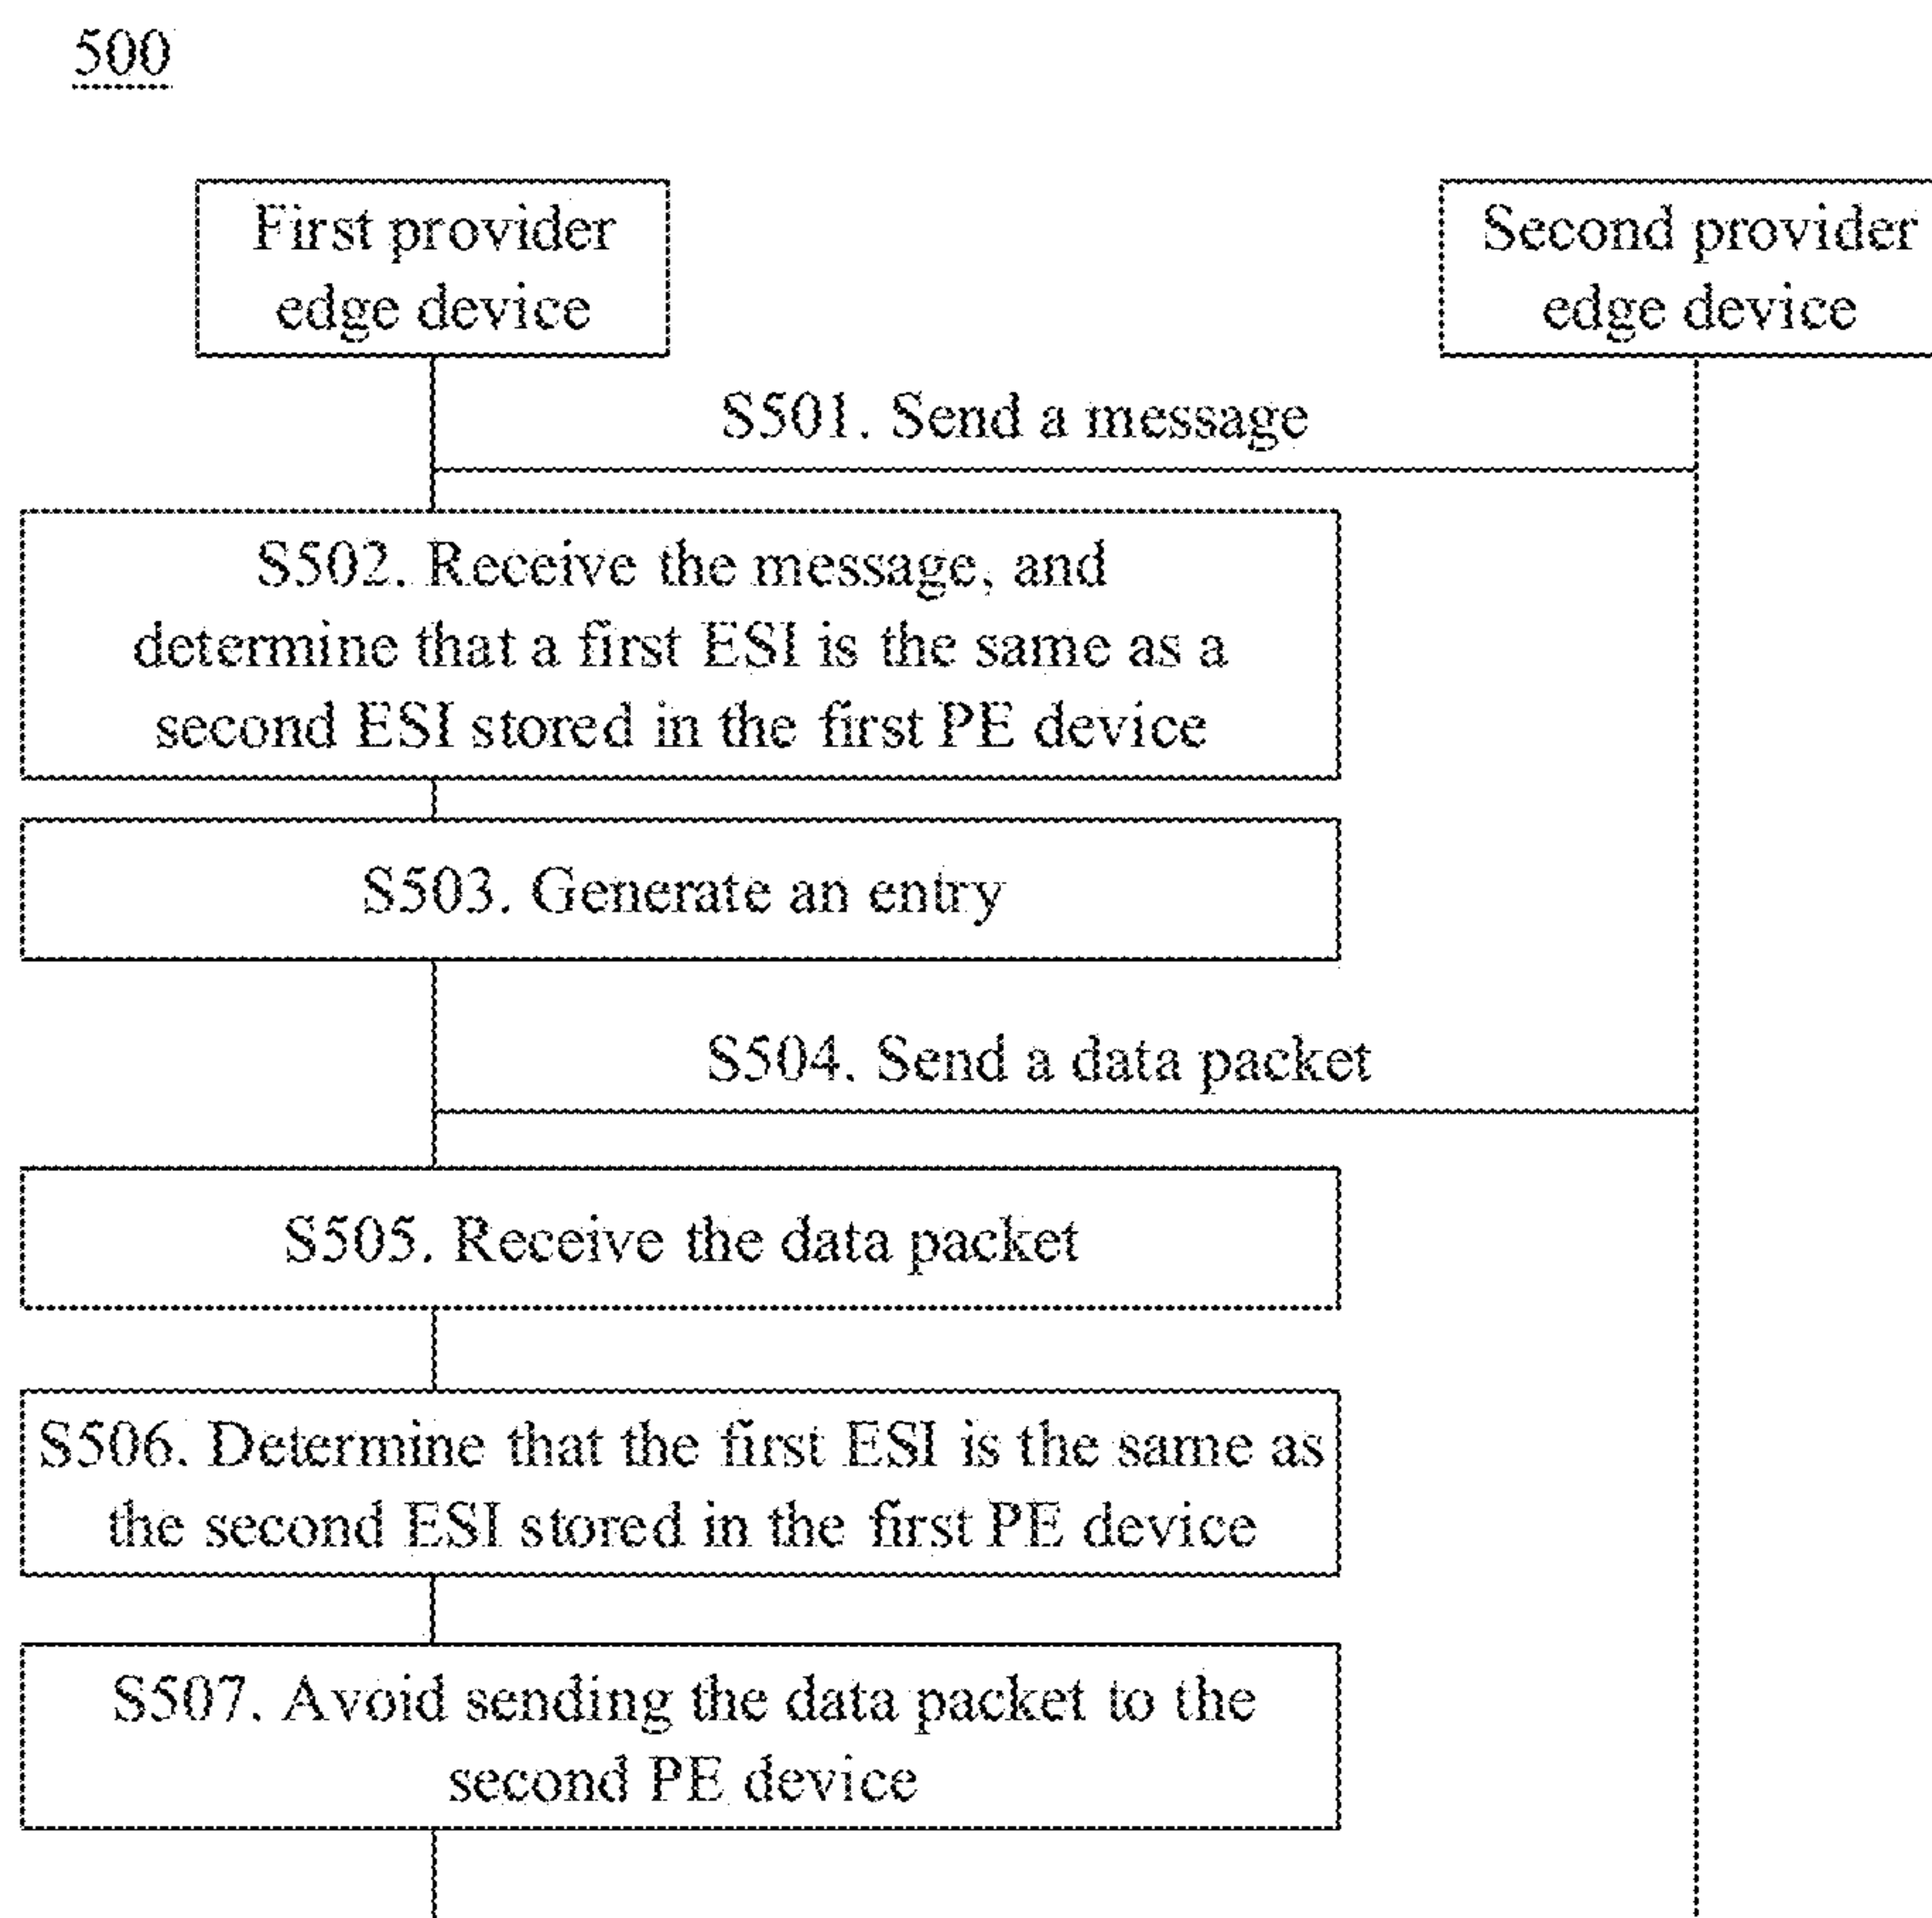 500
First provider
edge device
Second provider
edge device
S501. Send a message
S502. Receive the message, and
determine that a first ESI is the same as a
second ESI stored in the first PE device
S503. Generate an entry
S504. Send a data packet
S505. Receive the data packet
S506. Determine that the first ESI is the same as
the second ESI stored in the first PE device
S507. Avoid sending the data packet to the
second PE device